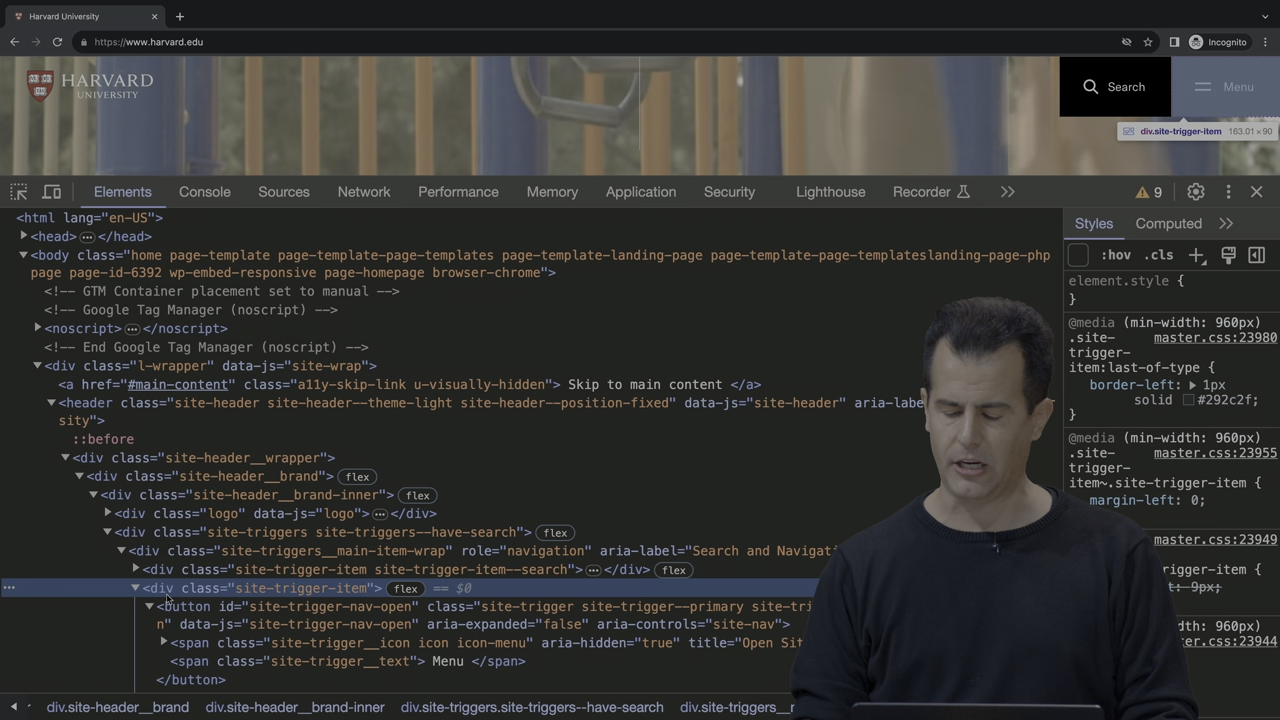 Harvard University
https://www.harvard.edu
Incognito
HARVARD
UNIVERSITY
Search
Menu
div.site-trigger-item 163.01 × 90
Elements Console Sources Network Performance Memory Application Security Lighthouse Recorder 9
<html lang="en-US">
<head> ••• </head>
<body class="home page-template page-template-page-templates page-template-landing-page page-template-page-templateslanding-page-php
page page-id-6392 wp-embed-responsive page-homepage browser-chrome">
<!-- GTM Container placement set to manual -->
<!-- Google Tag Manager (noscript) -->
<noscript> ••• </noscript>
<!-- End Google Tag Manager (noscript) -->
<div class="l-wrapper" data-js="site-wrap">
<a href="#main-content" class="a11y-skip-link u-visually-hidden"> Skip to main content </a>
<header class="site-header site-header--theme-light site-header--position-fixed" data-js="site-header"
sity">
::before
<div class="site-header__wrapper">
<div class="site-header__brand"> flex
<div class="site-header__brand-inner"> flex
<div class="logo" data-js="logo"> ••• </div>
<div class="site-triggers site-triggers--have-search"> flex
<div class="site-triggers__main-item-wrap" role="navigation" aria-label="Search and
<div class="site-trigger-item site-trigger-item--search"> ••• </div> flex
••• <div class="site-trigger-item"> flex == $0
<button id="site-trigger-nav-open" class="site-trigger site-trigger--primary
n" data-js="site-trigger-nav-open" aria-expanded="false" aria-controls="site-nav">
<span class="site-trigger__icon icon icon-menu" aria-hidden="true" title="Open
<span class="site-trigger__text"> Menu </span>
</button>
div.site-header__brand div.site-header__brand-inner div.site-triggers.site-triggers--have-search
Styles Computed
:hov .cls
element.style {
}
@media (min-width: 960px)
.site- master.css:23980
trigger-
item:last-of-type {
border-left: 1px
solid #292c2f;
}
@media (min-width: 960px)
.site- master.css:23955
trigger-
item~.site-trigger-item {
margin-left: 0;